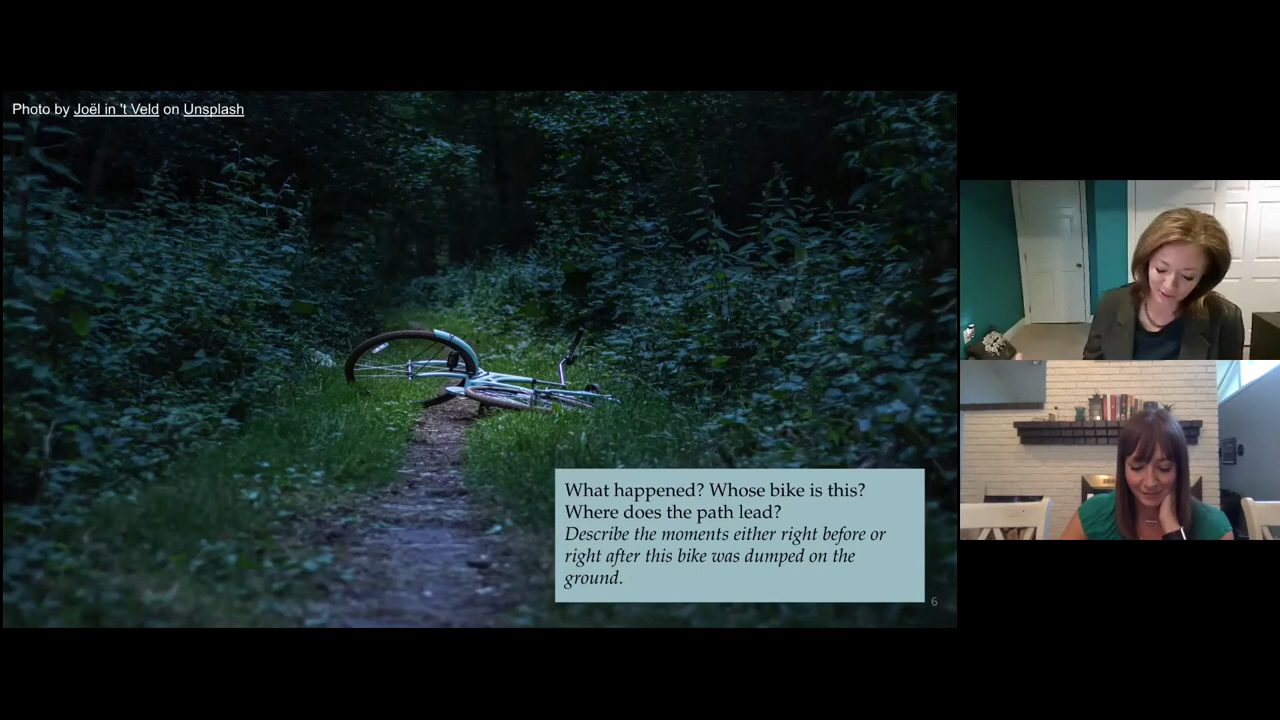 Photo by Joël in 't Veld on Unsplash
What happened? Whose bike is this?
Where does the path lead?
Describe the moments either right before or
right after this bike was dumped on the
ground.
6